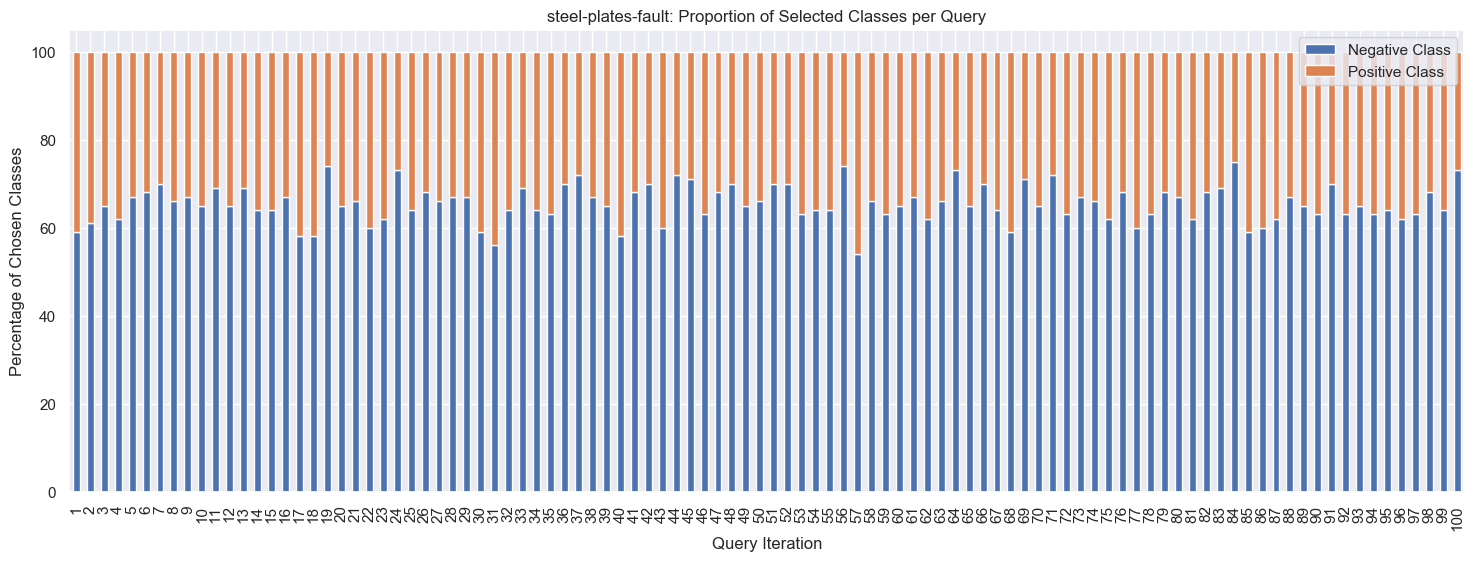 steel-plates-fault: Proportion of Selected Classes per Query
Negative Class
Positive Class
Percentage of Chosen Classes
100
80
60
40
20
0
1 2 3 4 5 6 7 8 9 10 11 12 13 14 15 16 17 18 19 20 21 22 23 24 25 26 27 28 29 30 31 32 33 34 35 36 37 38 39 40 41 42 43 44 45 46 47 48 49 50 51 52 53 54 55 56 57 58 59 60 61 62 63 64 65 66 67 68 69 70 71 72 73 74 75 76 77 78 79 80 81 82 83 84 85 86 87 88 89 90 91 92 93 94 95 96 97 98 99 100
Query Iteration